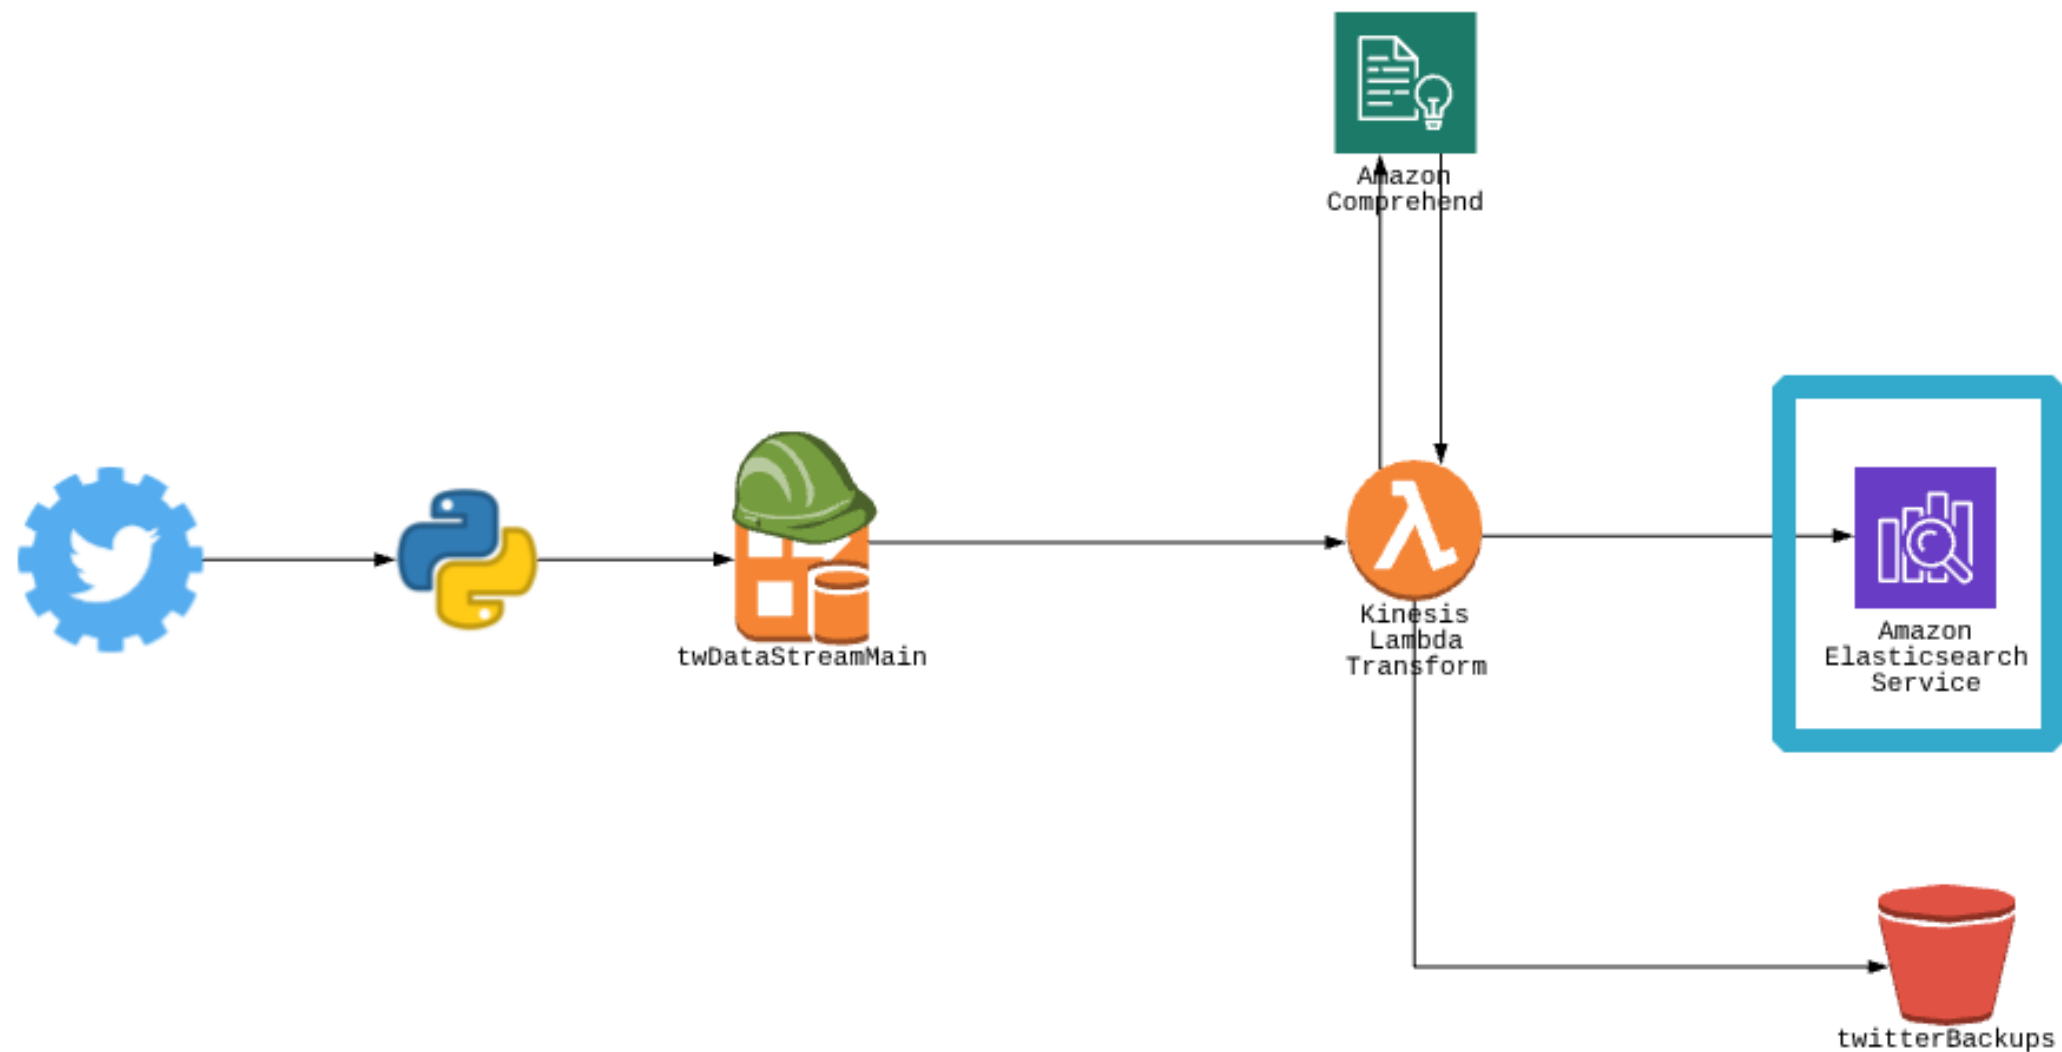 Amazon
Comprehend
twDataStreamMain
Kinesis
Lambda
Transform
Amazon
Elasticsearch
Service
twitterBackups